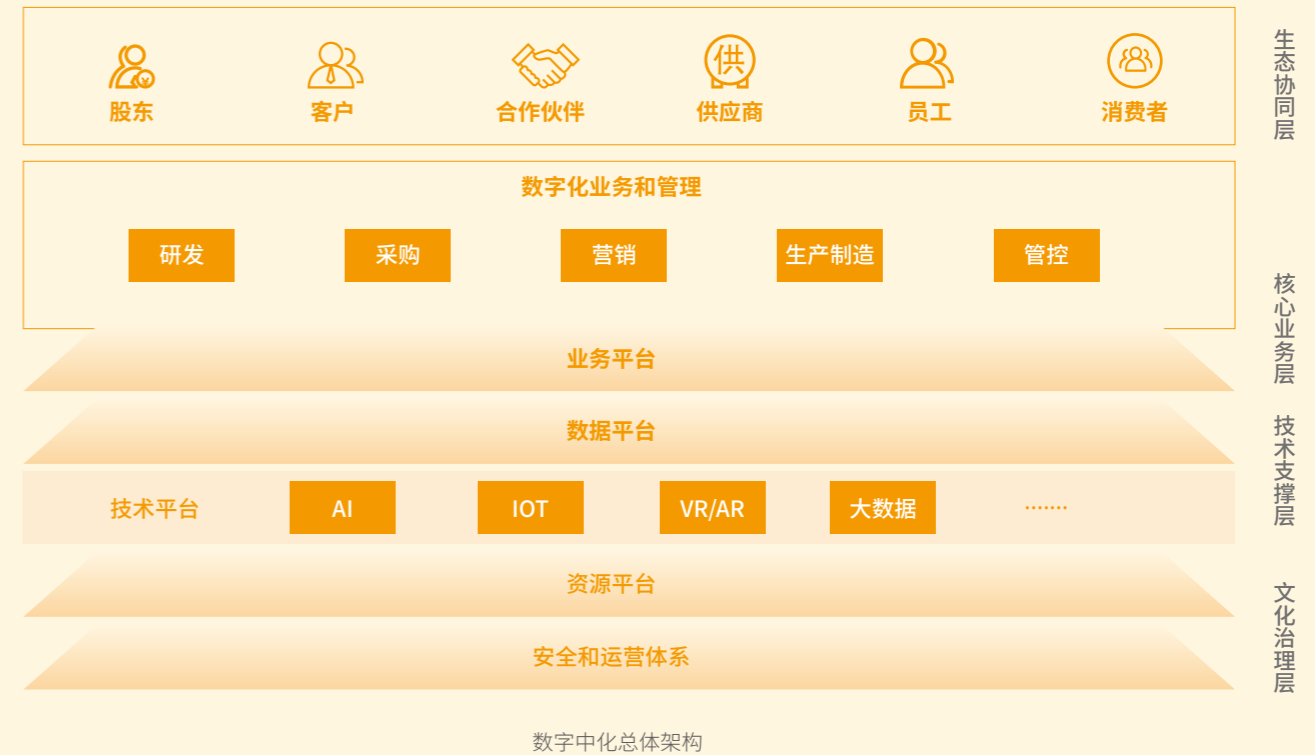 股东
客户
合作伙伴
供
供应商
员工
消费者
生态协同层
数字化业务和管理
研发
采购
营销
生产制造
管控
核心业务层
业务平台
数据平台
技术平台
AI
IOT
VR/AR
大数据
·······
技术支撑层
资源平台
安全和运营体系
文化治理层
数字中化总体架构